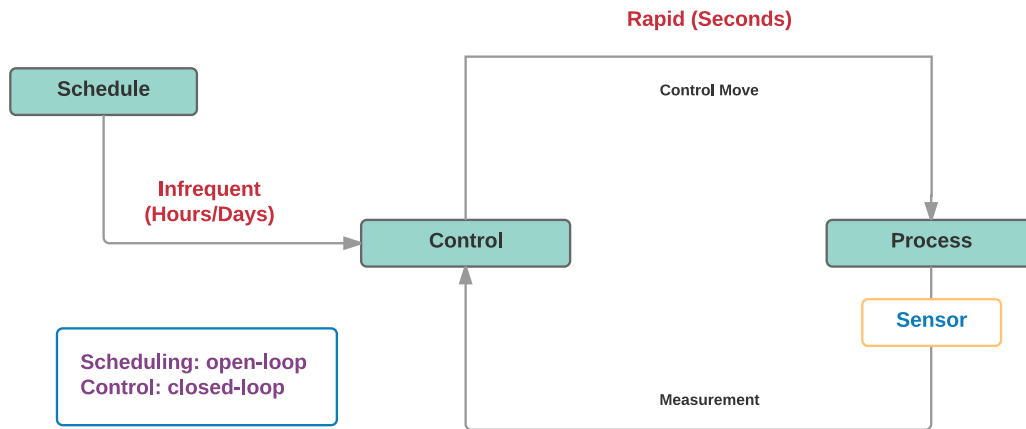 Rapid (Seconds)
Schedule
Control Move
Infrequent
(Hours/Days)
Control
Process
Sensor
Scheduling: open-loop
Control: closed-loop
Measurement